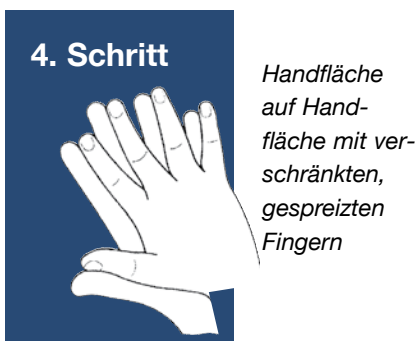 4. Schritt
Handfläche
auf Hand-
fläche mit ver-
schränkten,
gespreizten
Fingern